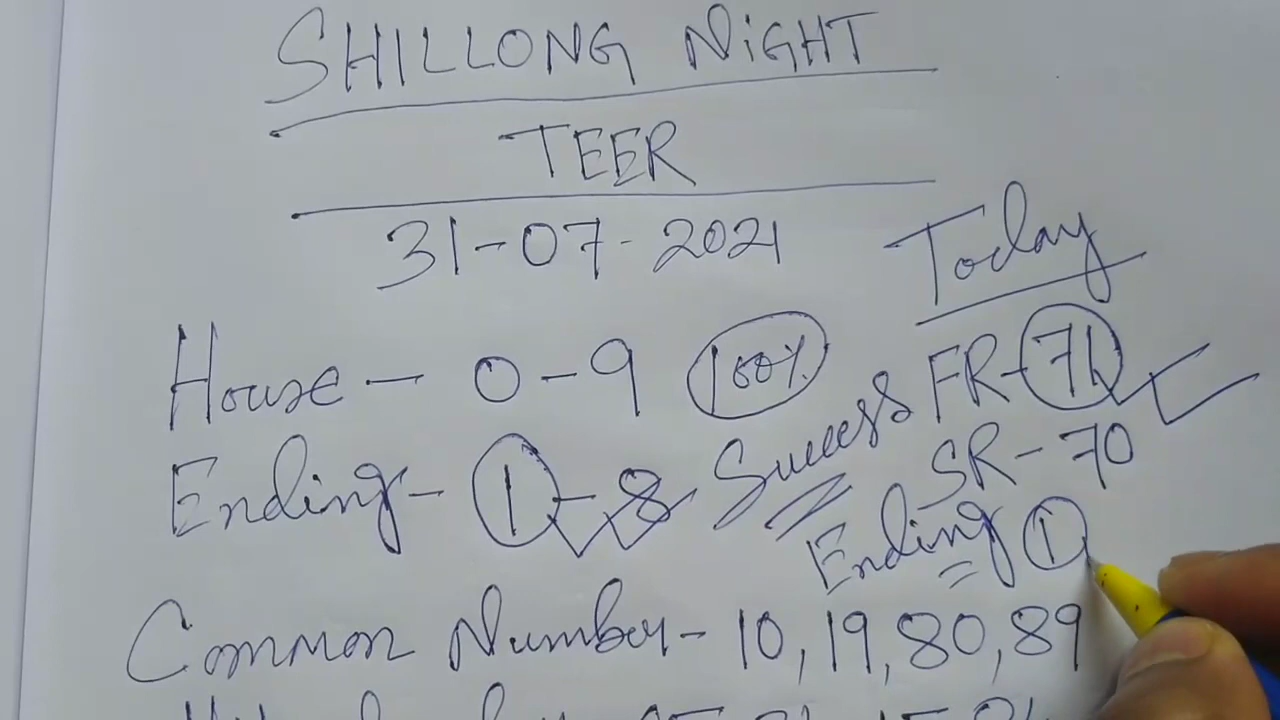 SHILLONG NIGHT
TEER
31-07-2021
Today
House - 0-9 100%
FR-71
Ending - 1-8 Success
SR-70
Ending 1
Common Number - 10, 19, 80, 89